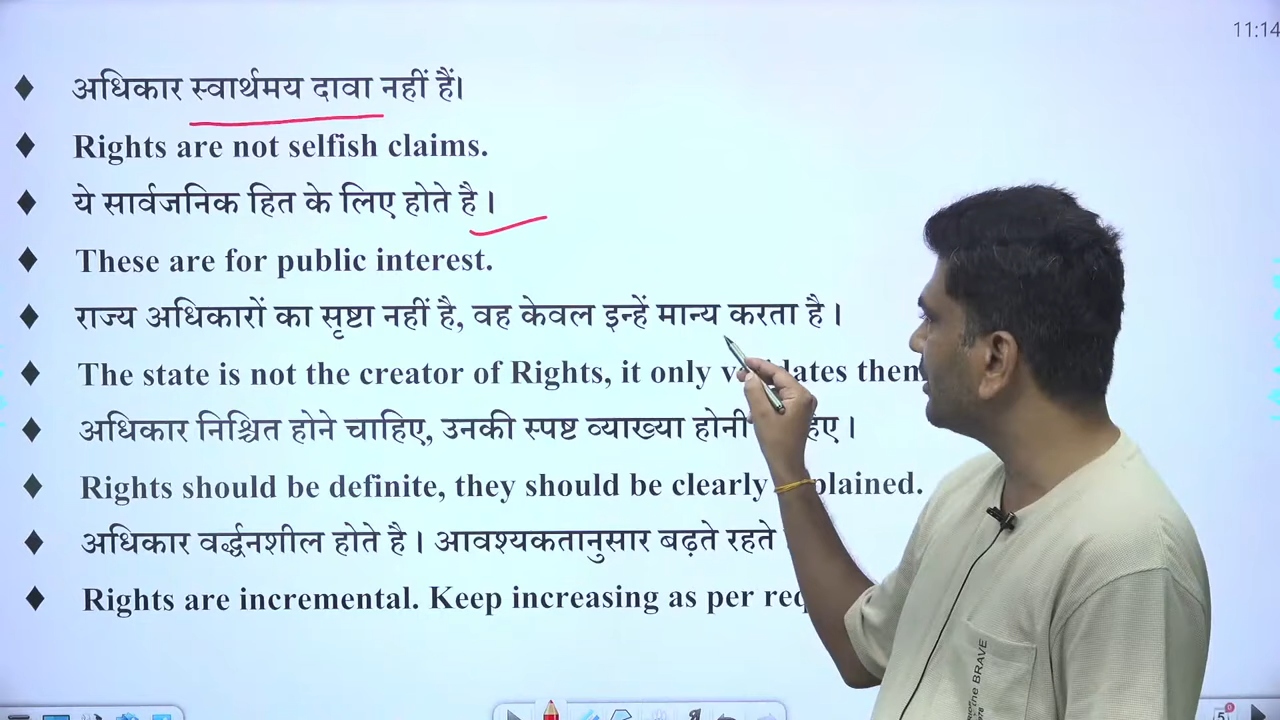 11:14
अधिकार स्वार्थमय दावा नहीं हैं।
Rights are not selfish claims.
ये सार्वजनिक हित के लिए होते है।
These are for public interest.
राज्य अधिकारों का सृष्टा नहीं है, वह केवल इन्हें मान्य करता है।
The state is not the creator of Rights, it only
अधिकार निश्चित होने चाहिए, उनकी स्पष्ट व्याख्या होनी
Rights should be definite, they should be clearly
अधिकार वर्द्धनशील होते है। आवश्यकतानुसार बढ़ते रहते
Rights are incremental. Keep increasing as per
the BRAVE